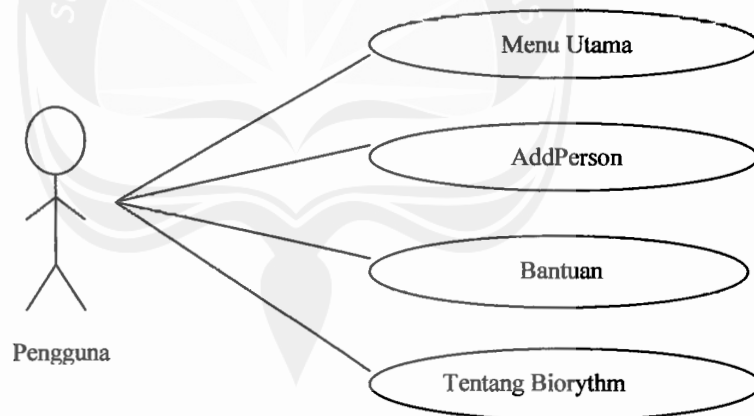 Menu Utama
AddPerson
Bantuan
Pengguna
Tentang Biorythm